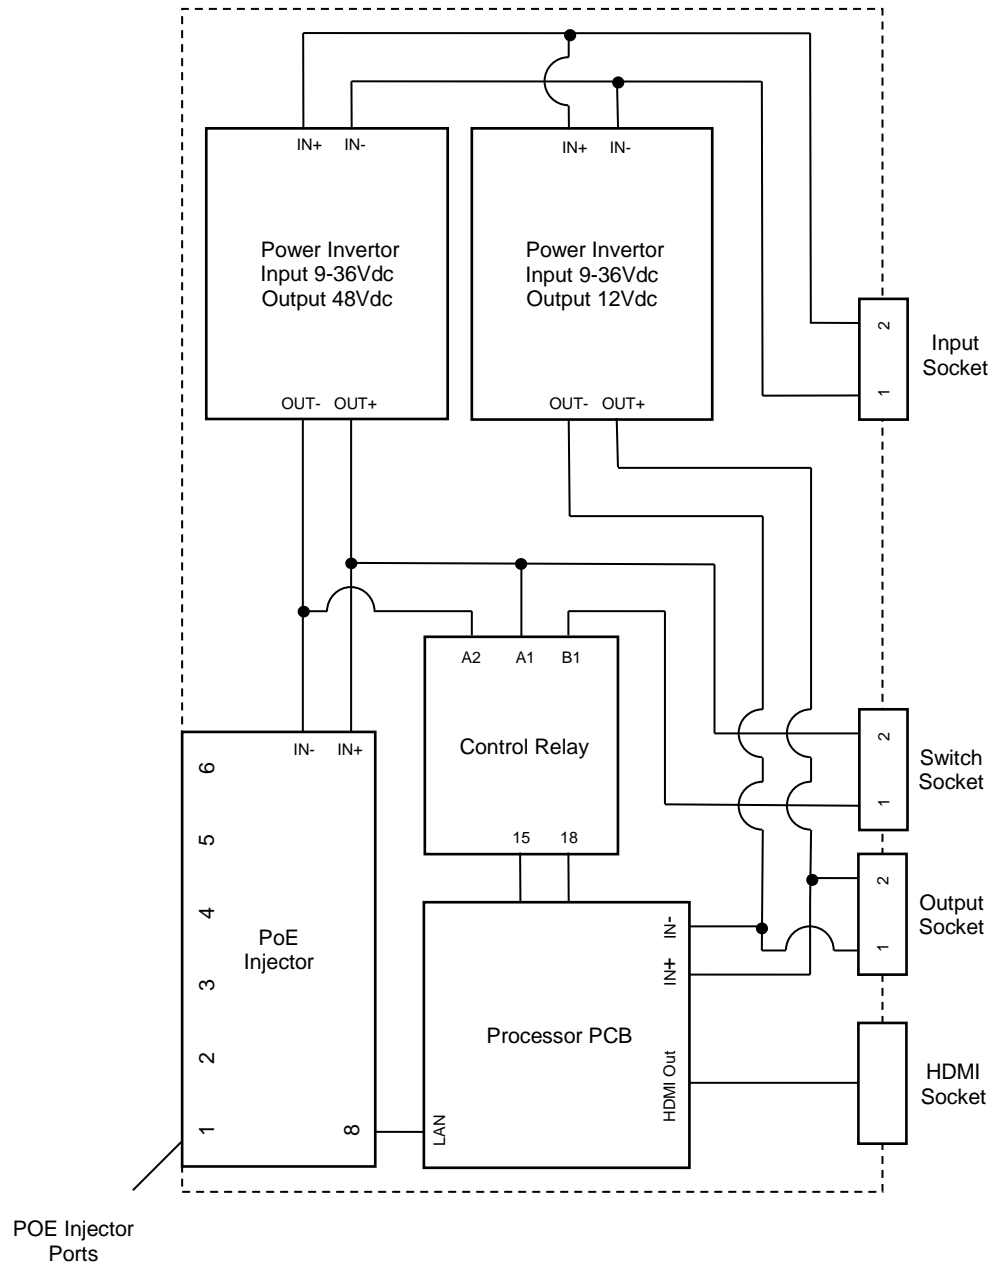 IN+ IN-
IN+ IN-
Power Invertor
Input 9-36Vdc
Output 48Vdc
Power Invertor
Input 9-36Vdc
Output 12Vdc
OUT- OUT+
OUT- OUT+
2
1
Input
Socket
A2 A1 B1
Control Relay
15 18
2
1
Switch
Socket
IN- IN+
6
5
4
3
2
1
8
PoE
Injector
2
1
Output
Socket
IN-
IN+
Processor PCB
HDMI Out
LAN
HDMI
Socket
POE Injector
Ports